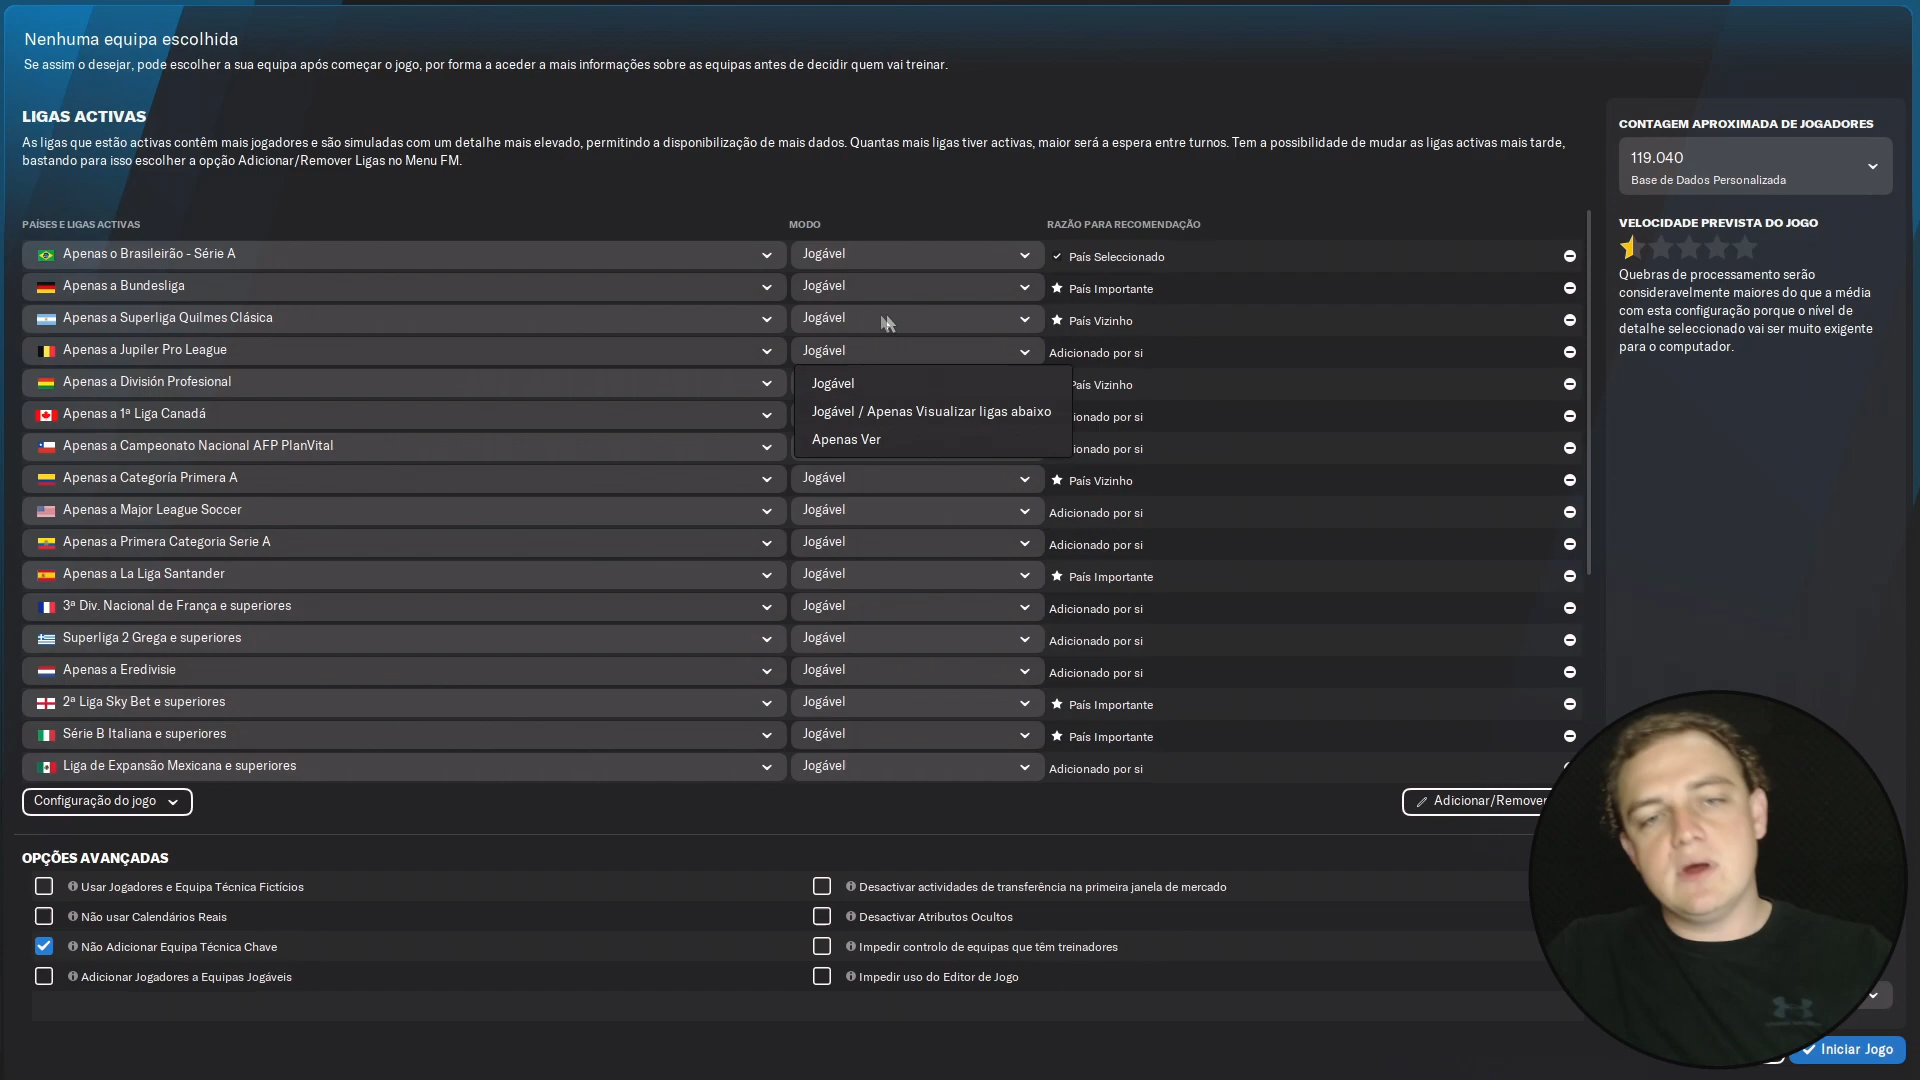 Nenhuma equipa escolhida
Se assim o desejar, pode escolher a sua equipa após começar o jogo, por forma a aceder a mais informações sobre as equipas antes de decidir quem vai treinar.
LIGAS ACTIVAS
As ligas que estão activas contêm mais jogadores e são simuladas com um detalhe mais elevado, permitindo a disponibilização de mais dados. Quantas mais ligas tiver activas, maior será a espera entre turnos. Tem a possibilidade de mudar as ligas activas mais tarde,
bastando para isso escolher a opção Adicionar/Remover Ligas no Menu FM.
PAÍSES E LIGAS ACTIVAS MODO RAZÃO PARA RECOMENDAÇÃO
Apenas o Brasileirão - Série A Jogável País Seleccionado
Apenas a Bundesliga Jogável País Importante
Apenas a Superliga Quilmes Clásica Jogável País Vizinho
Apenas a Jupiler Pro League Jogável Adicionado por si
Apenas a División Profesional País Vizinho
Apenas a 1ª Liga Canadá ionado por si
Apenas a Campeonato Nacional AFP PlanVital ionado por si
Jogável
Jogável / Apenas Visualizar ligas abaixo
Apenas Ver
Apenas a Categoría Primera A Jogável País Vizinho
Apenas a Major League Soccer Jogável Adicionado por si
Apenas a Primera Categoria Serie A Jogável Adicionado por si
Apenas a La Liga Santander Jogável País Importante
3ª Div. Nacional de França e superiores Jogável Adicionado por si
Superliga 2 Grega e superiores Jogável Adicionado por si
Apenas a Eredivisie Jogável Adicionado por si
2ª Liga Sky Bet e superiores Jogável País Importante
Série B Italiana e superiores Jogável País Importante
Liga de Expansão Mexicana e superiores Jogável Adicionado por si
Configuração do jogo
Adicionar/Remover
OPÇÕES AVANÇADAS
Usar Jogadores e Equipa Técnica Fictícios
Não usar Calendários Reais
Não Adicionar Equipa Técnica Chave
Adicionar Jogadores a Equipas Jogáveis
Desactivar actividades de transferência na primeira janela de mercado
Desactivar Atributos Ocultos
Impedir controlo de equipas que têm treinadores
Impedir uso do Editor de Jogo
CONTAGEM APROXIMADA DE JOGADORES
119.040
Base de Dados Personalizada
VELOCIDADE PREVISTA DO JOGO
Quebras de processamento serão
consideravelmente maiores do que a média
com esta configuração porque o nível de
detalhe seleccionado vai ser muito exigente
para o computador.
Iniciar Jogo